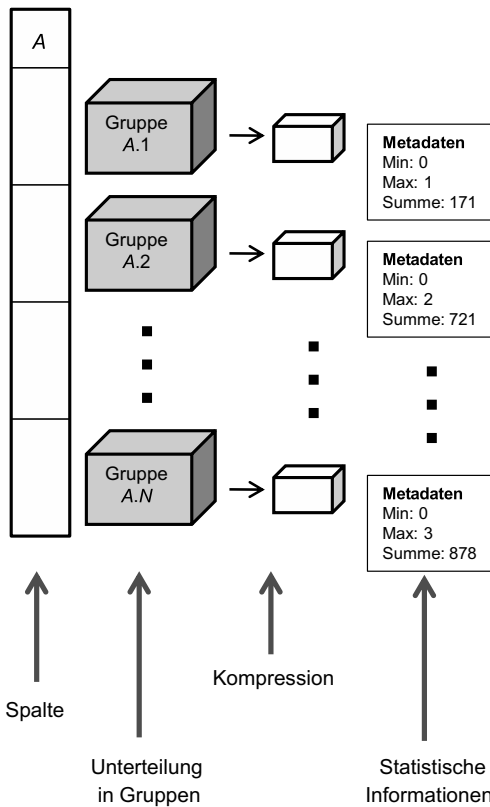 A
Gruppe
A.1
Metadaten
Min: 0
Max: 1
Summe: 171
Gruppe
A.2
Metadaten
Min: 0
Max: 2
Summe: 721
Gruppe
A.N
Metadaten
Min: 0
Max: 3
Summe: 878
Kompression
Spalte
Unterteilung
in Gruppen
Statistische
Informationen